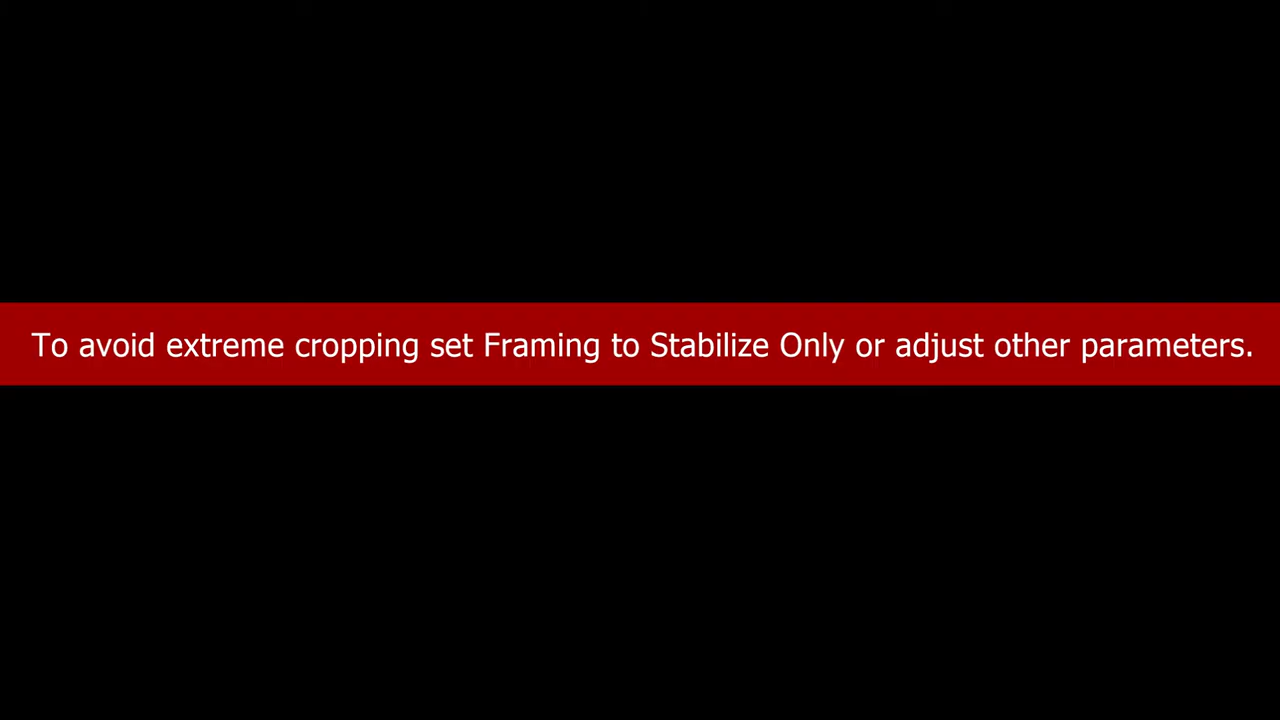 To avoid extreme cropping set Framing to Stabilize Only or adjust other parameters.